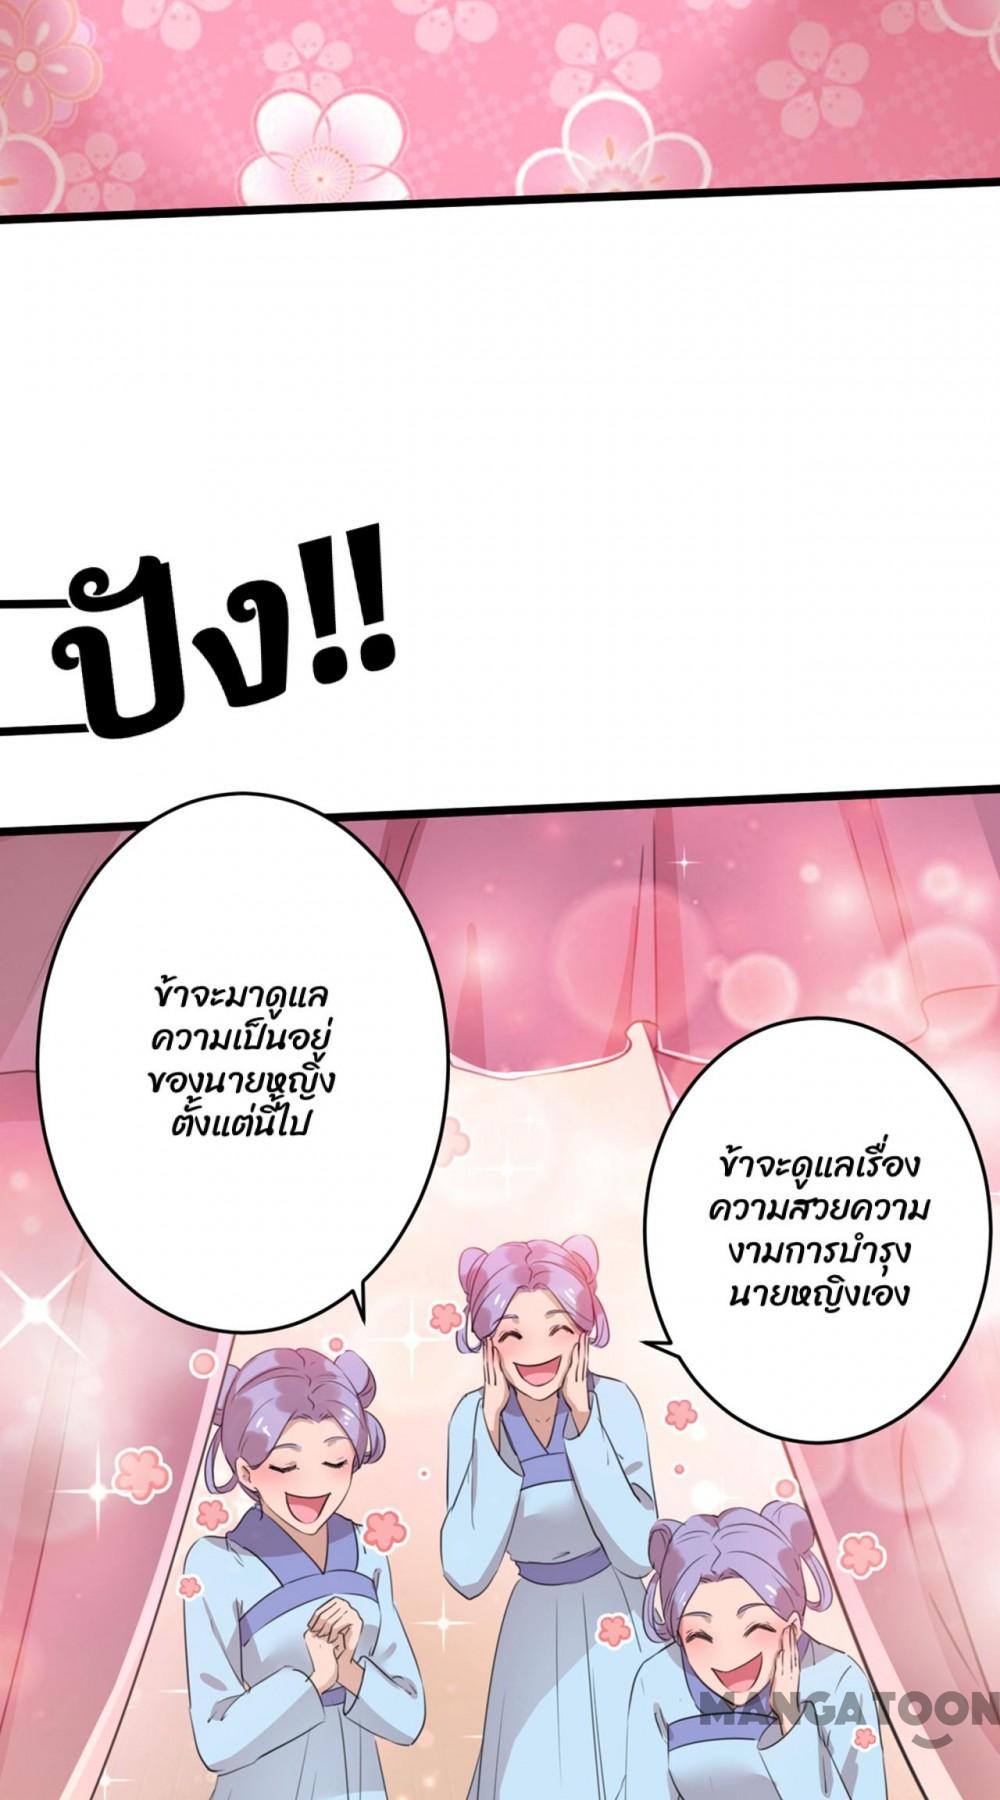 ปัง!!
ข้าจะมาดูแล
ความเป็นอยู่
ของนายหญิง
ตั้งแต่นี้ไป
ข้าจะดูแลเรื่อง
ความสวยความ
งามการบำรุง
นายหญิงเอง
MANGATOON